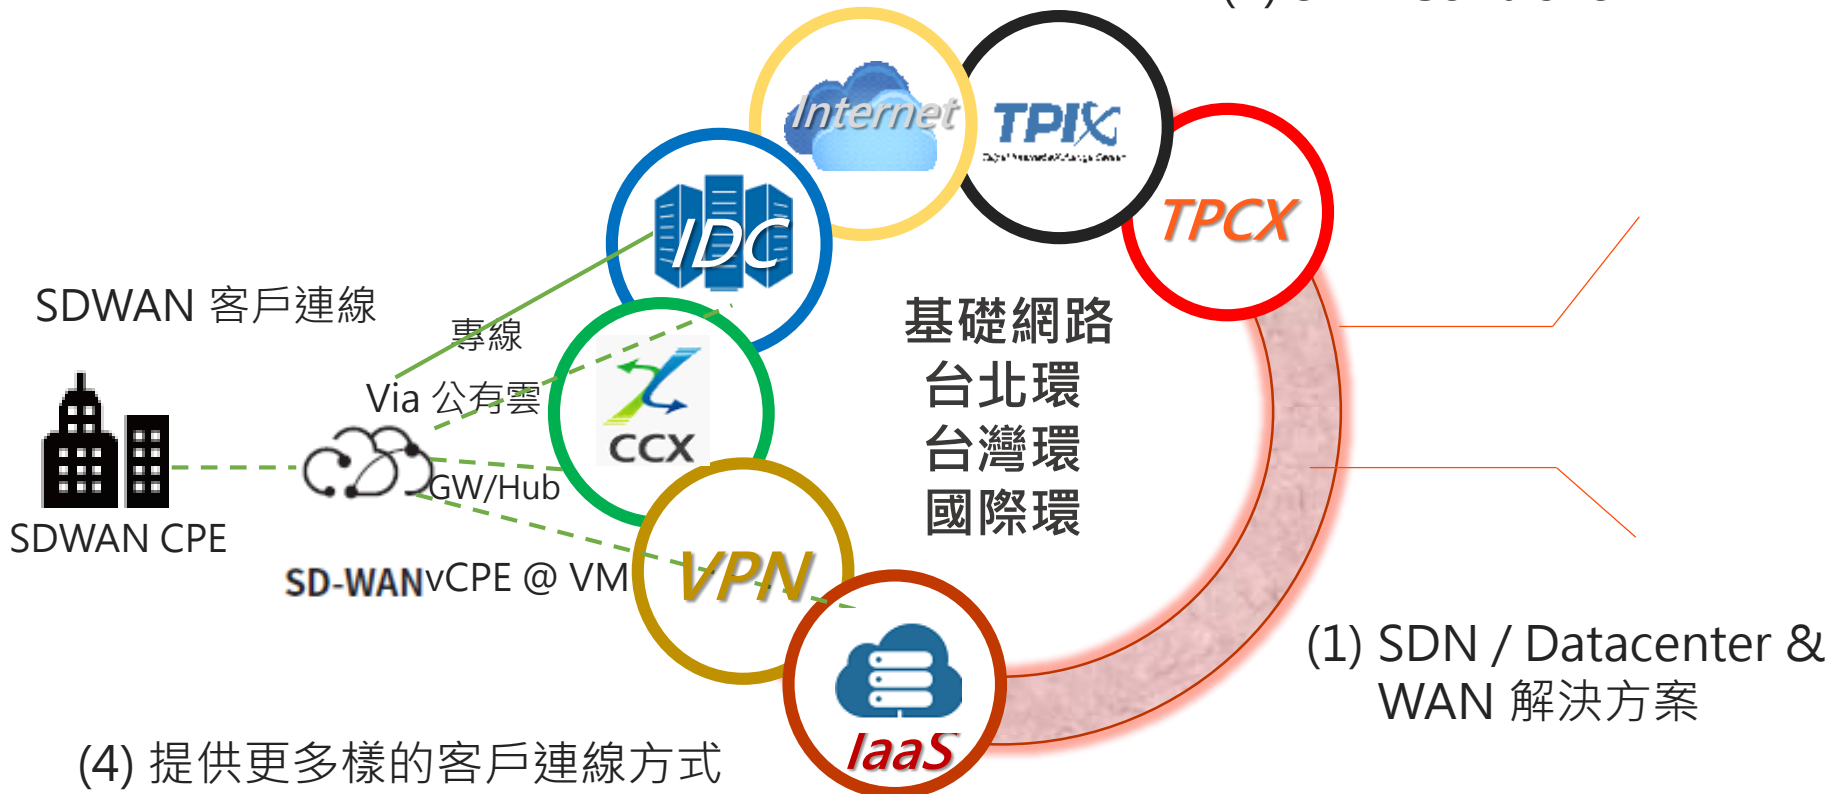 Internet
TPIX
TPCX
IDC
SDWAN 客戶連線
專線
Via 公有雲
CCX
GW/Hub
SDWAN CPE
SD-WAN
vCPE @ VM
VPN
基礎網路
台北環
台灣環
國際環
IaaS
(1) SDN / Datacenter &
WAN 解決方案
(4) 提供更多樣的客戶連線方式